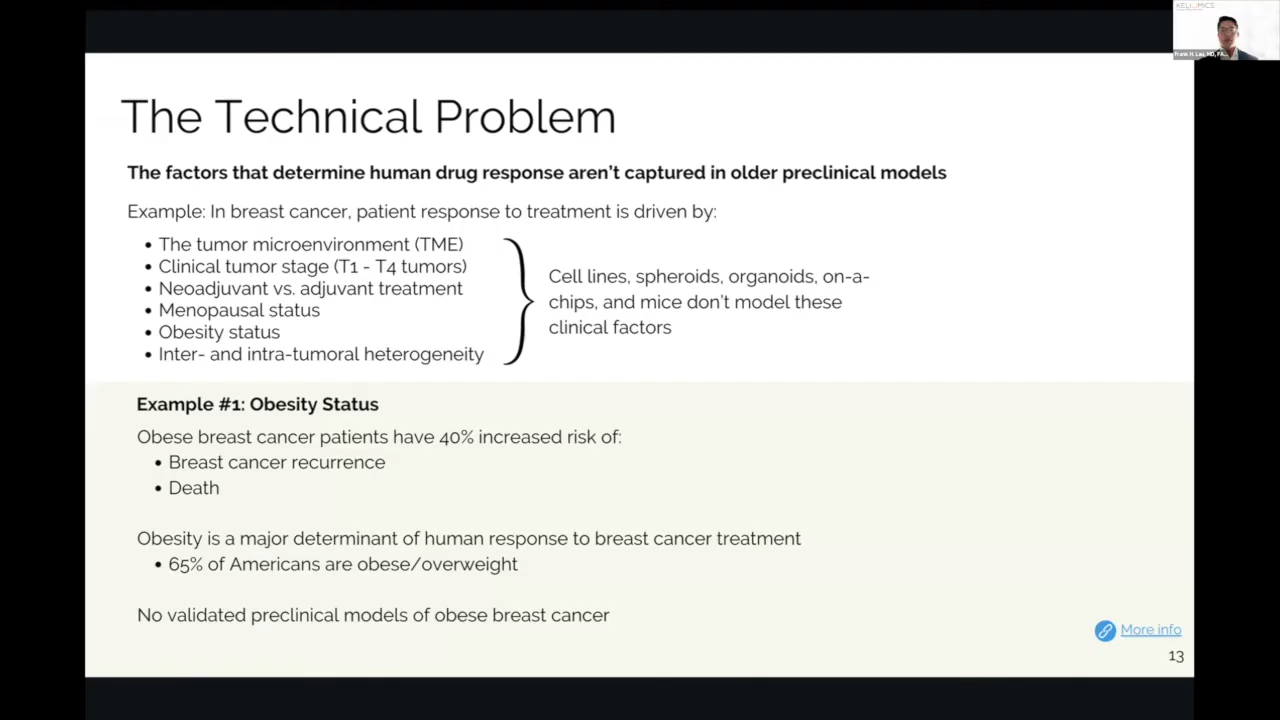 KELIOMICS
Frank H. Lau, MD, FA...
The Technical Problem
The factors that determine human drug response aren't captured in older preclinical models
Example: In breast cancer, patient response to treatment is driven by:
• The tumor microenvironment (TME)
• Clinical tumor stage (T1 - T4 tumors)
• Neoadjuvant vs. adjuvant treatment
• Menopausal status
• Obesity status
• Inter- and intra-tumoral heterogeneity
Cell lines, spheroids, organoids, on-a-
chips, and mice don't model these
clinical factors
Example #1: Obesity Status
Obese breast cancer patients have 40% increased risk of:
• Breast cancer recurrence
• Death
Obesity is a major determinant of human response to breast cancer treatment
• 65% of Americans are obese/overweight
No validated preclinical models of obese breast cancer
More info
13